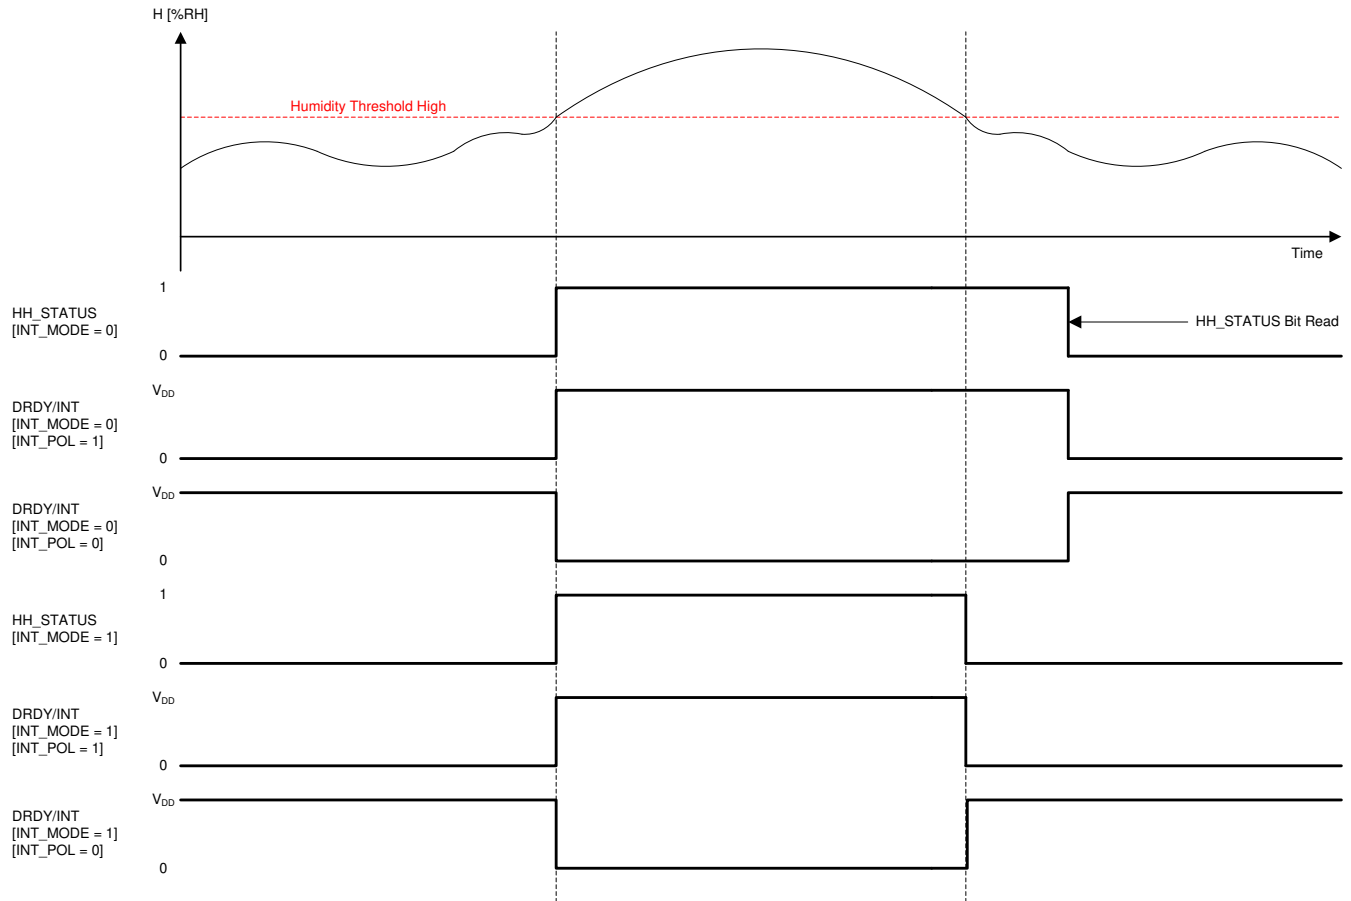 H [%RH]
Humidity Threshold High
Time
1
HH_STATUS
[INT_MODE = 0]
HH_STATUS Bit Read
0
VDD
DRDY/INT
[INT_MODE = 0]
[INT_POL = 1]
0
VDD
DRDY/INT
[INT_MODE = 0]
[INT_POL = 0]
0
1
HH_STATUS
[INT_MODE = 1]
0
VDD
DRDY/INT
[INT_MODE = 1]
[INT_POL = 1]
0
VDD
DRDY/INT
[INT_MODE = 1]
[INT_POL = 0]
0